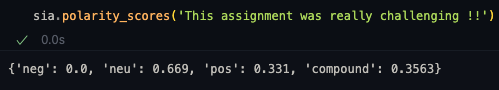 sia.polarity_scores('This assignment was really challenging !!')
✓ 0.0s
{'neg': 0.0, 'neu': 0.669, 'pos': 0.331, 'compound': 0.3563}